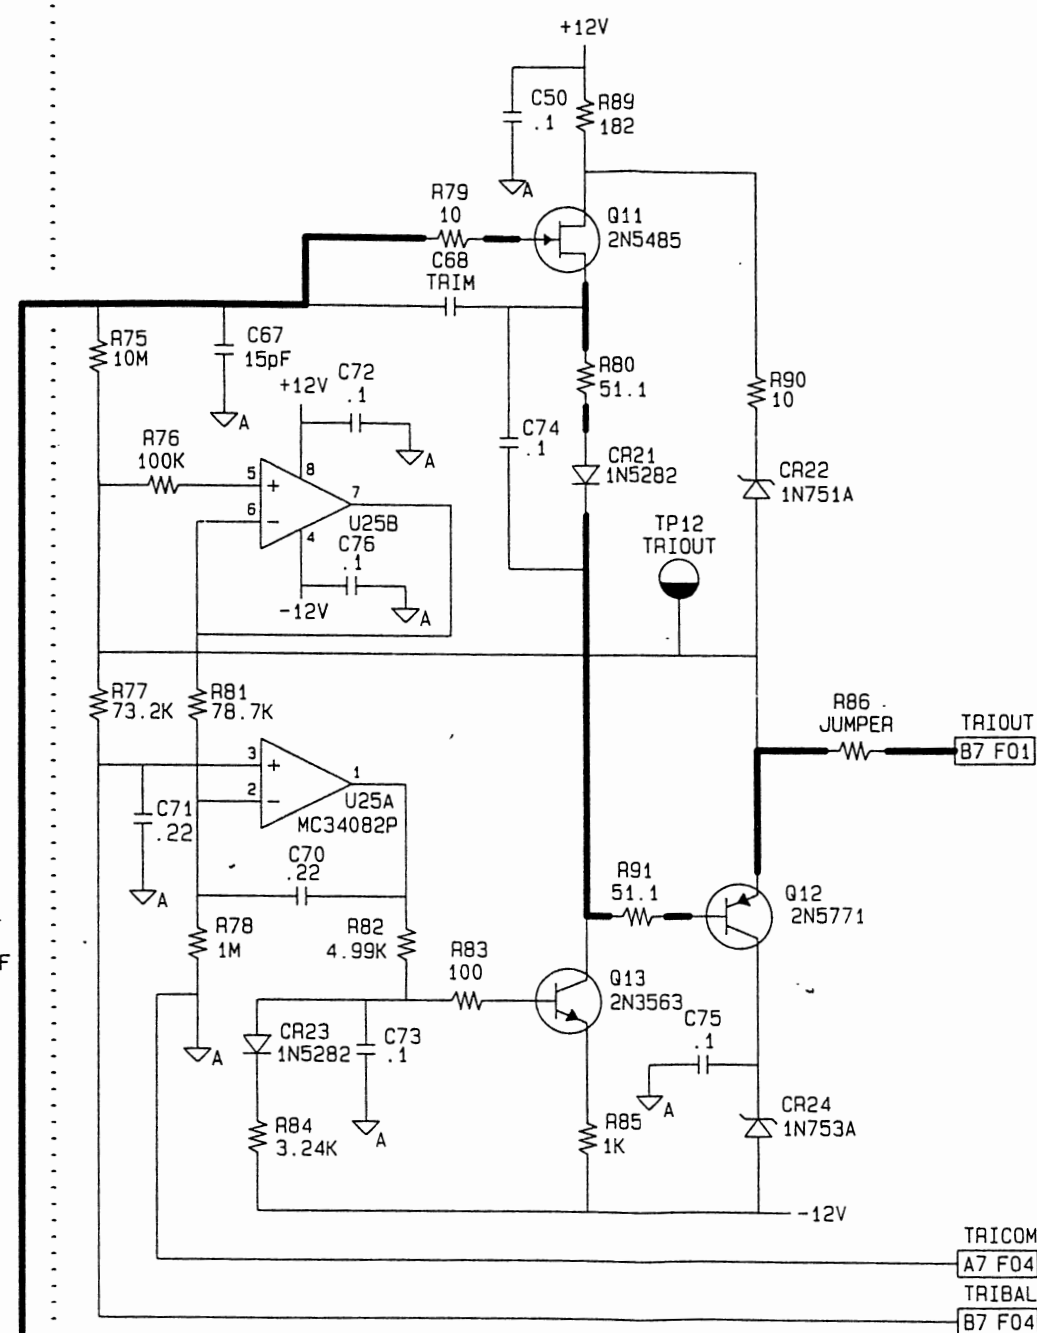 +12V
C50
.1
R89
182
A
R79
10
Q11
2N5485
C68
TRIM
R75
10M
C67
15pF
A
+12V
C72
.1
A
R80
51.1
R90
10
R76
100K
C74
.1
CR21
1N5282
CR22
1N751A
5
6
8
7
4
+
-
U25B
C76
.1
A
-12V
TP12
TRIOUT
R77
73.2K
R81
78.7K
R86
JUMPER
TRIOUT
B7 F01
3
2
1
+
-
U25A
MC34082P
C71
.22
A
C70
.22
R91
51.1
Q12
2N5771
R78
1M
R82
4.99K
R83
100
Q13
2N3563
F
A
CR23
1N5282
C73
.1
A
C75
.1
A
R84
3.24K
R85
1K
CR24
1N753A
-12V
TRICOM
A7 F04
TRIBAL
B7 F04